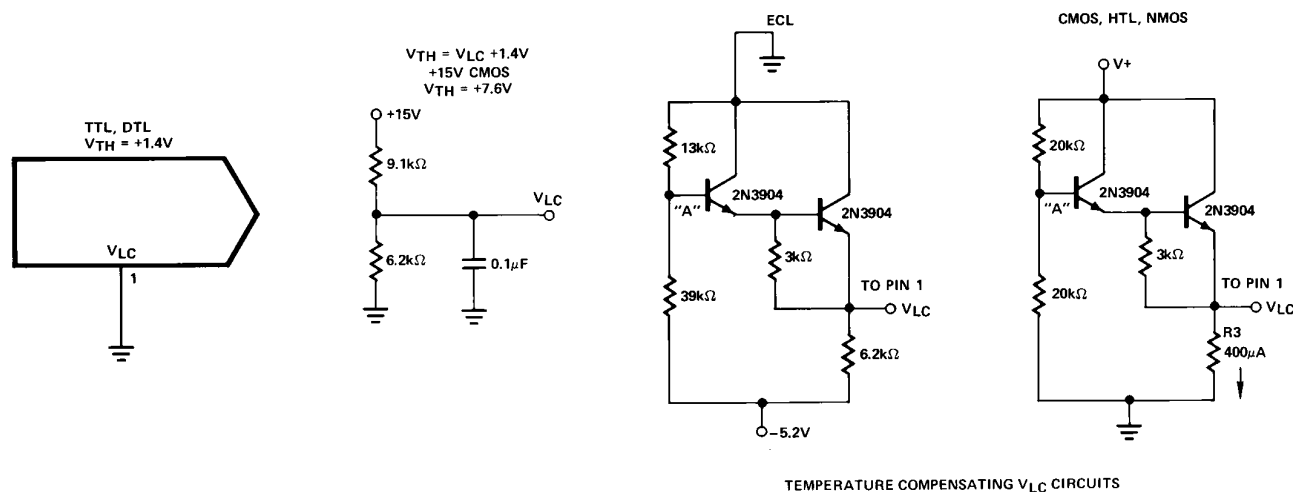 TTL, DTL
VTH = +1.4V
VLC
1
VTH = VLC +1.4V
+15V CMOS
VTH = +7.6V
+15V
9.1kΩ
VLC
6.2kΩ
0.1μF
ECL
13kΩ
2N3904
"A"
2N3904
3kΩ
39kΩ
TO PIN 1
VLC
6.2kΩ
–5.2V
CMOS, HTL, NMOS
V+
20kΩ
2N3904
"A"
2N3904
3kΩ
20kΩ
TO PIN 1
VLC
R3
400μA
TEMPERATURE COMPENSATING VLC CIRCUITS